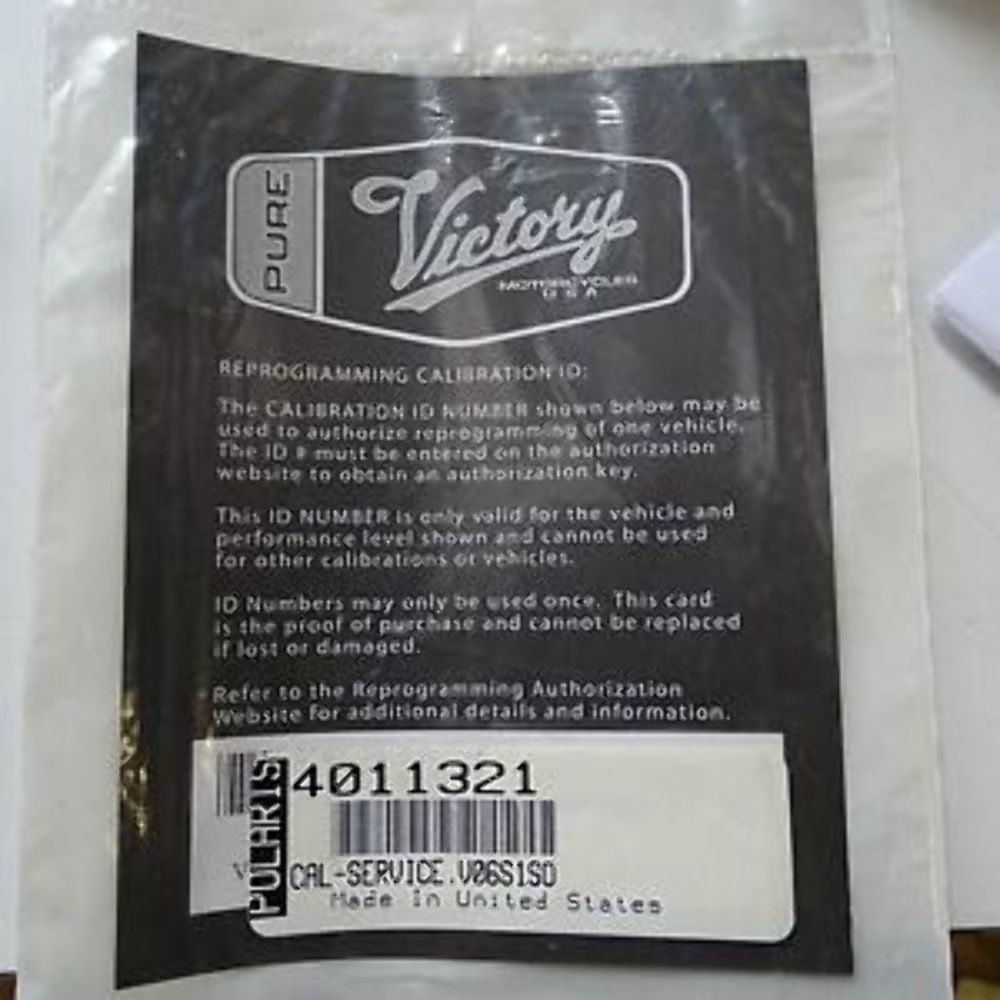 PURE
Victory
MOTORCYCLES
USA
REPROGRAMMING CALIBRATION ID:
The CALIBRATION ID NUMBER shown below may be
used to authorize reprogramming of one vehicle.
The ID # must be entered on the authorization
website to obtain an authorization key.
This ID NUMBER is only valid for the vehicle and
performance level shown and cannot be used
for other calibrations or vehicles.
ID Numbers may only be used once. This card
is the proof of purchase and cannot be replaced
if lost or damaged.
Refer to the Reprogramming Authorization
Website for additional details and information.
POLARIS
4011321
CAL-SERVICE.V06S1SO
Made In United States